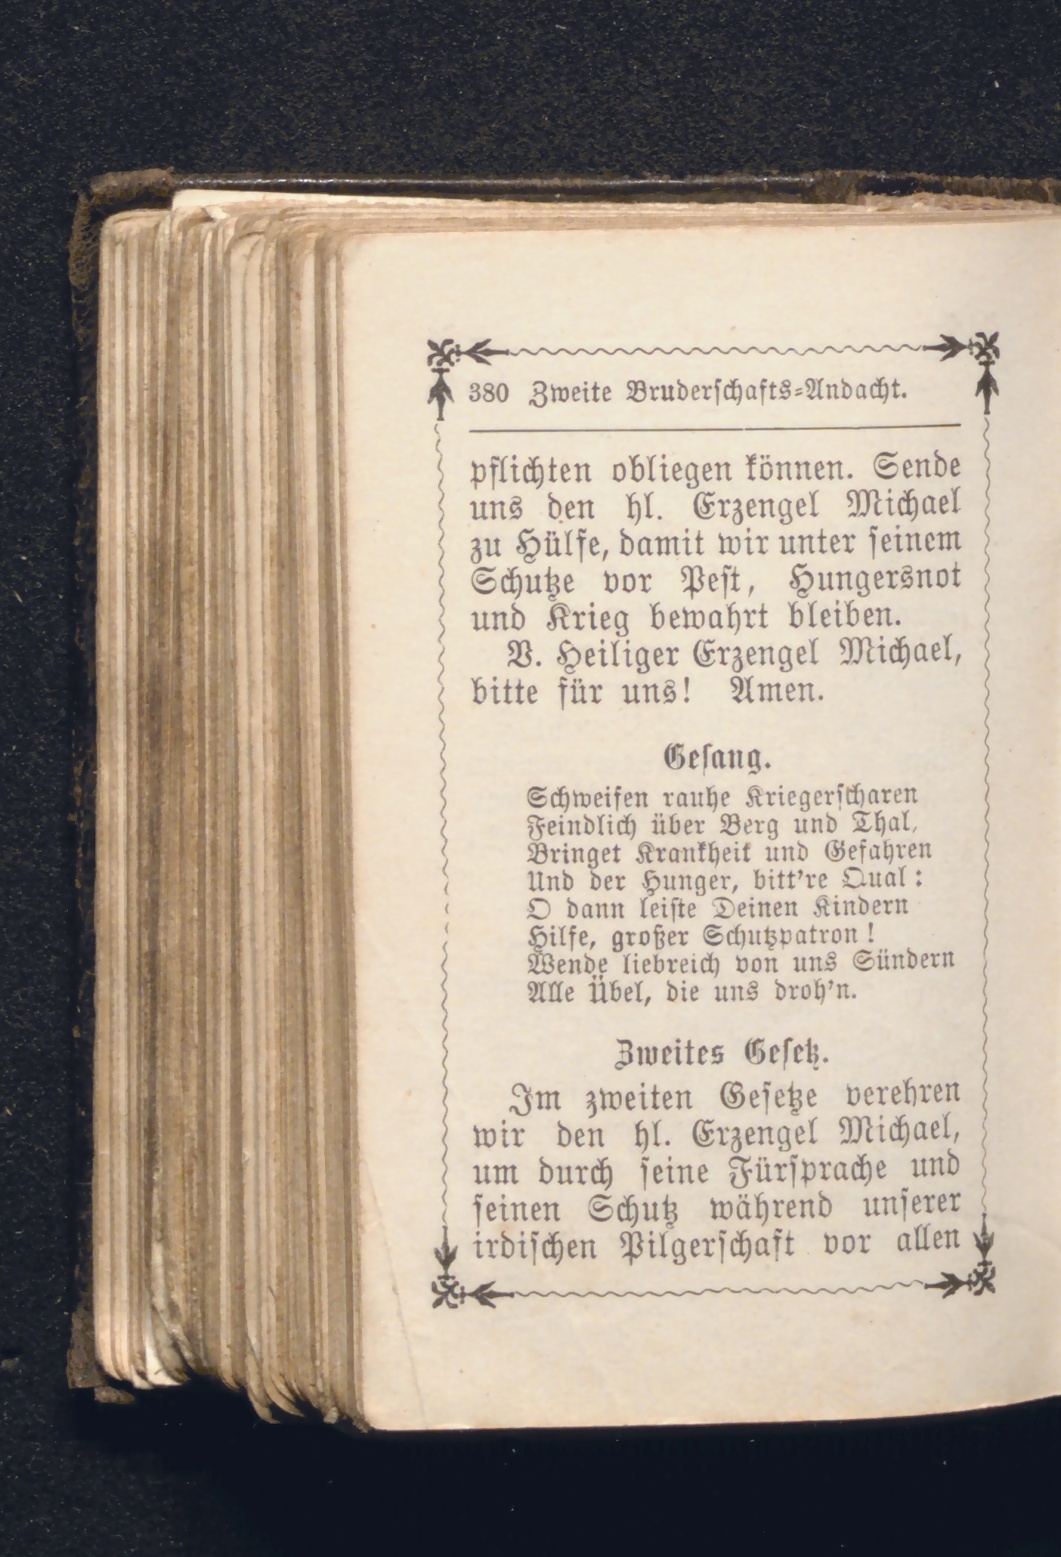 380 Zweite Bruderschafts-Andacht.
pflichten obliegen können. Sende
uns den hl. Erzengel Michael
zu Hülfe, damit wir unter seinem
Schutze vor Pest, Hungersnot
und Krieg bewahrt bleiben.
V. Heiliger Erzengel Michael,
bitte für uns! Amen.
Gesang.
Schweifen rauhe Kriegerscharen
Feindlich über Berg und Thal,
Bringet Krankheit und Gefahren
Und der Hunger, bitt're Qual:
O dann leiste Deinen Kindern
Hilfe, großer Schutzpatron!
Wende liebreich von uns Sündern
Alle Übel, die uns droh'n.
Zweites Gesetz.
Im zweiten Gesetze verehren
wir den hl. Erzengel Michael,
um durch seine Fürsprache und
seinen Schutz während unserer
irdischen Pilgerschaft vor allen